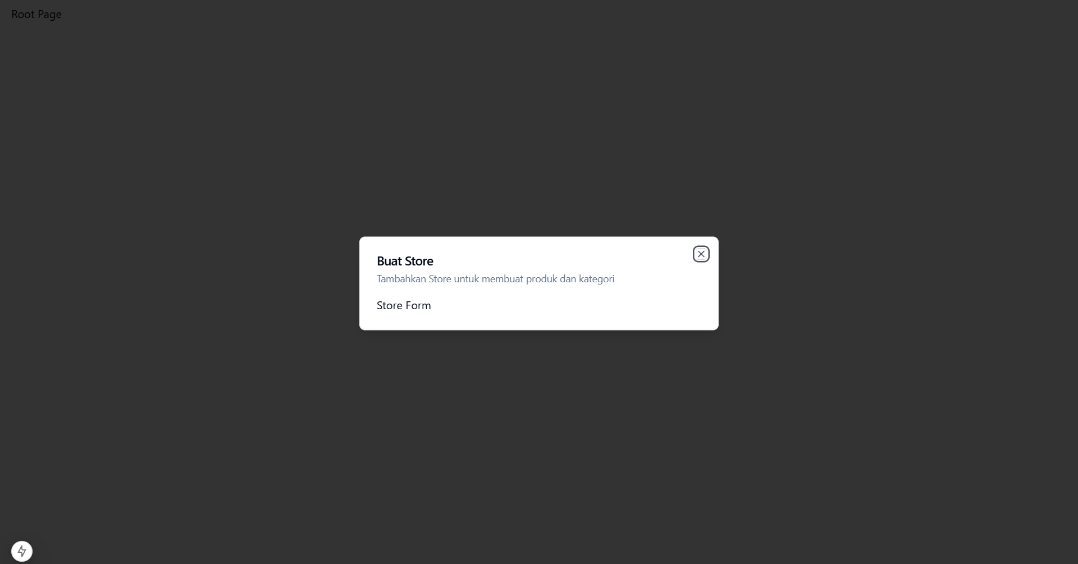 Root Page
Buat Store
Tambahkan Store untuk membuat produk dan kategori
Store Form